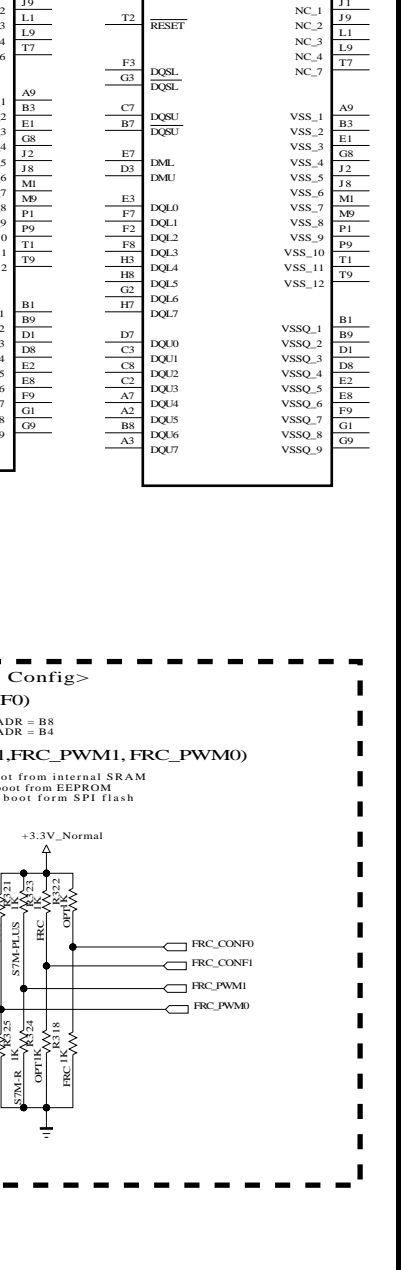 J9
L1
L9
T7
A9
B3
E1
G8
J2
J8
M1
M9
P1
P9
T1
T9
B1
B9
D1
D8
E2
E8
F9
G1
G9
T2 RESET
F3 DQSL
G3 DQSL
C7 DQSU
B7 DQSU
E7 DML
D3 DMU
E3 DQL0
F7 DQL1
F2 DQL2
F8 DQL3
H3 DQL4
H8 DQL5
G2 DQL6
H7 DQL7
D7 DQU0
C3 DQU1
C8 DQU2
C2 DQU3
A7 DQU4
A2 DQU5
B8 DQU6
A3 DQU7
NC_1 J1
NC_2 J9
NC_3 L1
NC_4 L9
NC_7 T7
VSS_1 A9
VSS_2 B3
VSS_3 E1
VSS_4 G8
VSS_5 J2
VSS_6 J8
VSS_7 M1
VSS_8 M9
VSS_9 P1
VSS_10 P9
VSS_11 T1
VSS_12 T9
VSSQ_1 B1
VSSQ_2 B9
VSSQ_3 D1
VSSQ_4 D8
VSSQ_5 E2
VSSQ_6 E8
VSSQ_7 F9
VSSQ_8 G1
VSSQ_9 G9
Config>
F0)
ADR = B8
ADR = B4
1,FRC_PWM1, FRC_PWM0)
ot from internal SRAM
boot from EEPROM
boot form SPI flash
+3.3V_Normal
R321
1K
R323
1K
R322
1K
S7M-PLUS
FRC
OPT
FRC_CONF0
FRC_CONF1
FRC_PWM1
FRC_PWM0
R325
1K
R324
1K
R318
1K
S7M-R
OPT
FRC